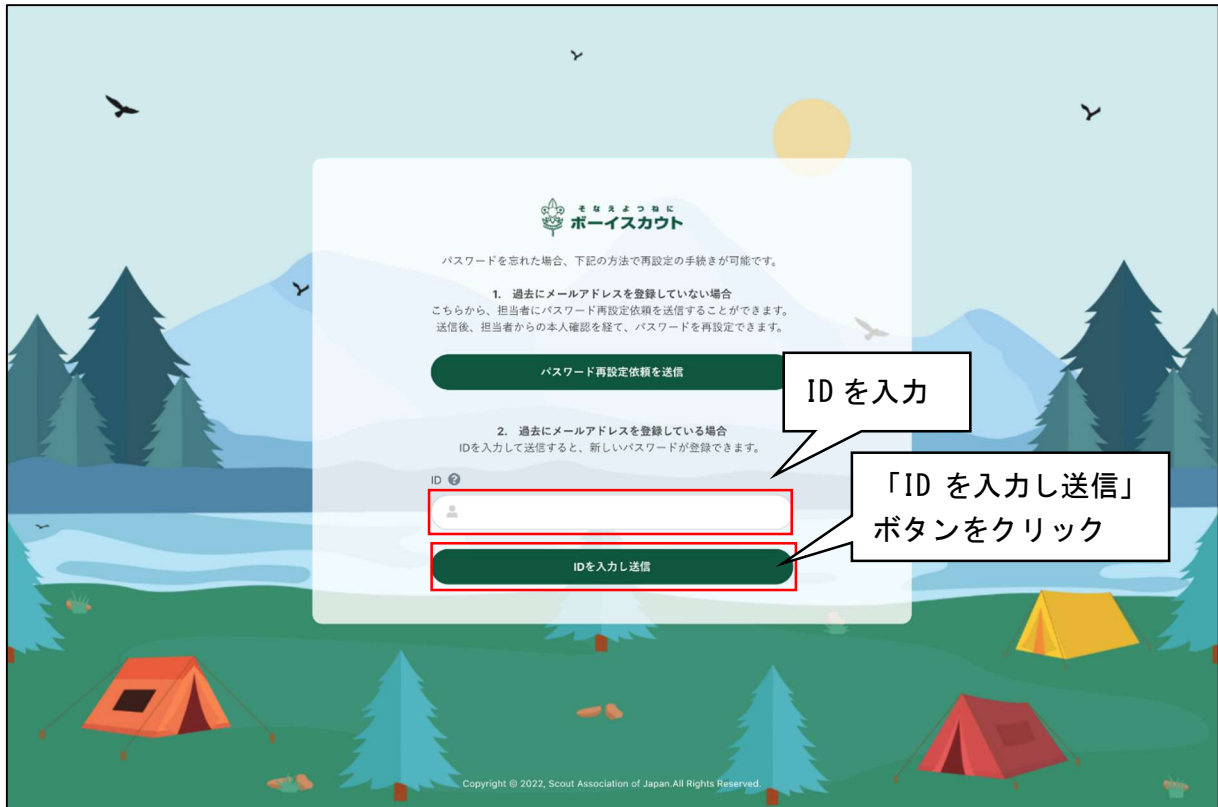 そなえよつねに
ボーイスカウト
パスワードを忘れた場合、下記の方法で再設定の手続きが可能です。
1. 過去にメールアドレスを登録していない場合
こちらから、担当者にパスワード再設定依頼を送信することができます。
送信後、担当者からの本人確認を経て、パスワードを再設定できます。
パスワード再設定依頼を送信
ID を入力
2. 過去にメールアドレスを登録している場合
IDを入力して送信すると、新しいパスワードが登録できます。
ID ?
「ID を入力し送信」
ボタンをクリック
IDを入力し送信
Copyright © 2022, Scout Association of Japan.All Rights Reserved.